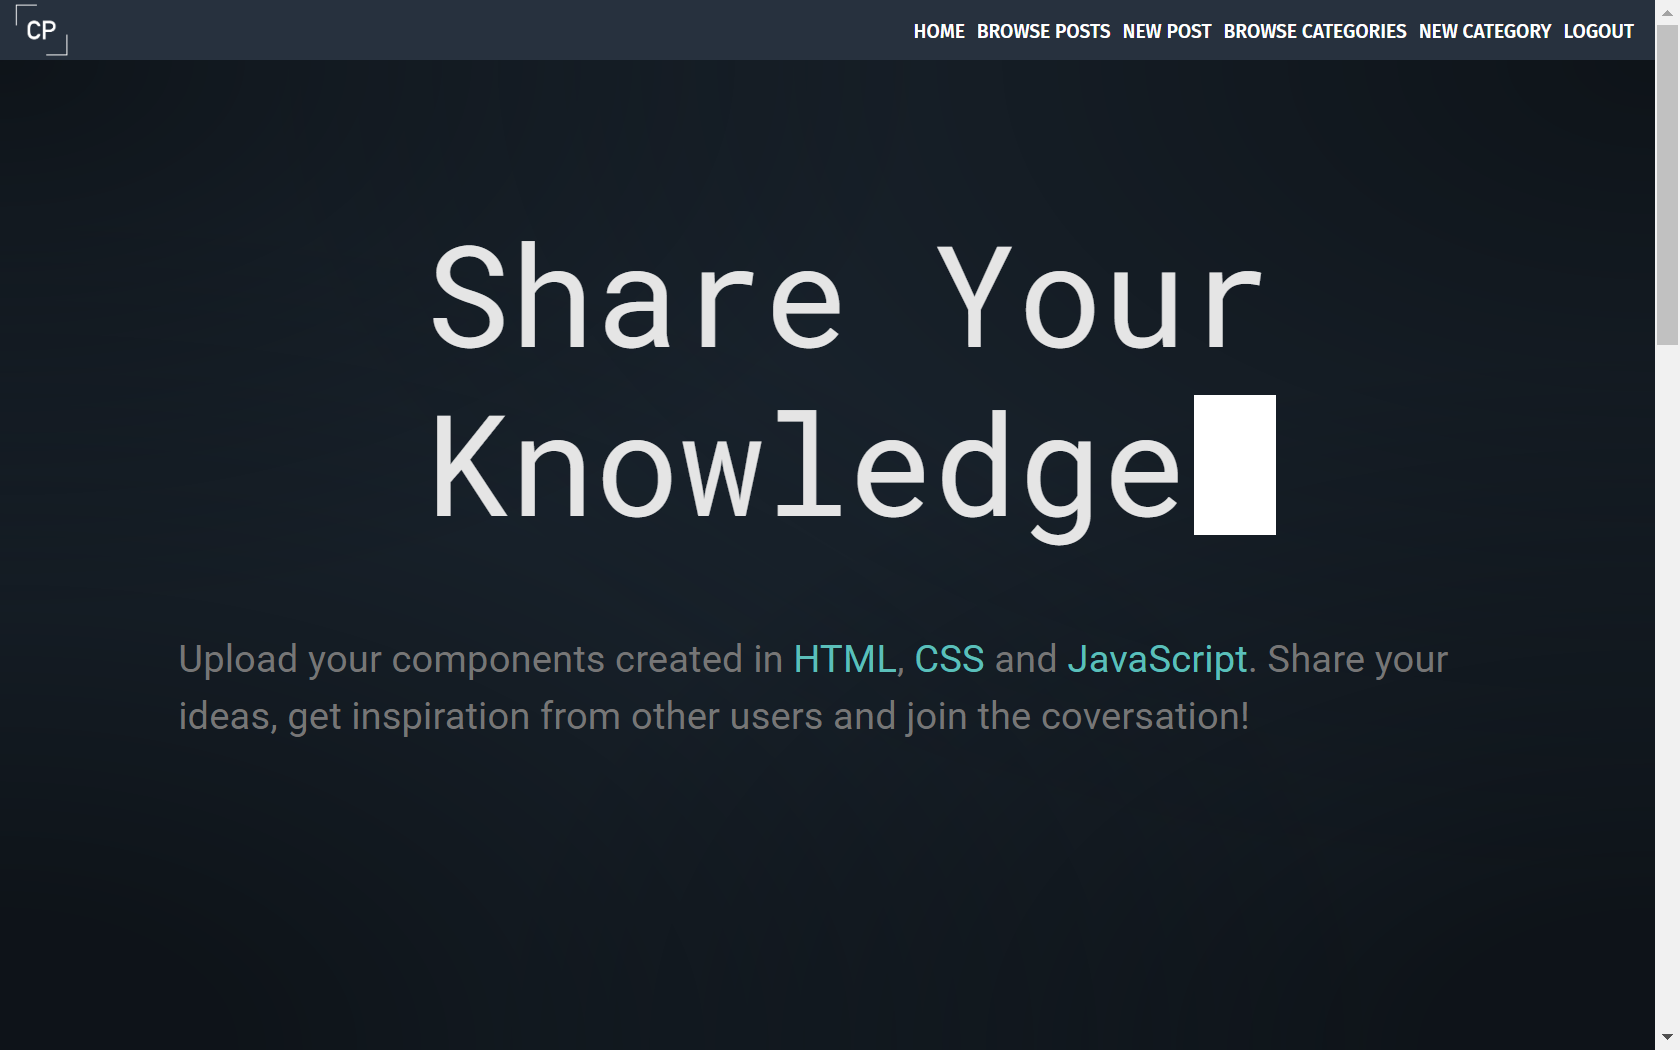 CP
HOME BROWSE POSTS NEW POST BROWSE CATEGORIES NEW CATEGORY LOGOUT
Share Your
Knowledge
Upload your components created in HTML, CSS and JavaScript. Share your
ideas, get inspiration from other users and join the coversation!